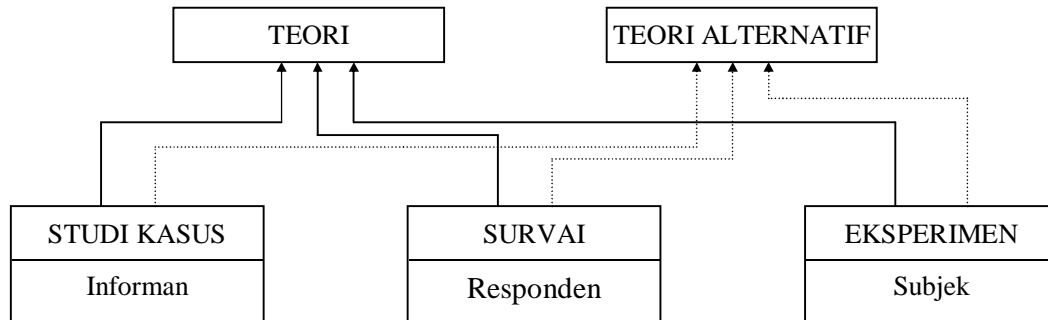 TEORI
TEORI ALTERNATIF
STUDI KASUS
SURVAI
EKSPERIMEN
Informan
Responden
Subjek